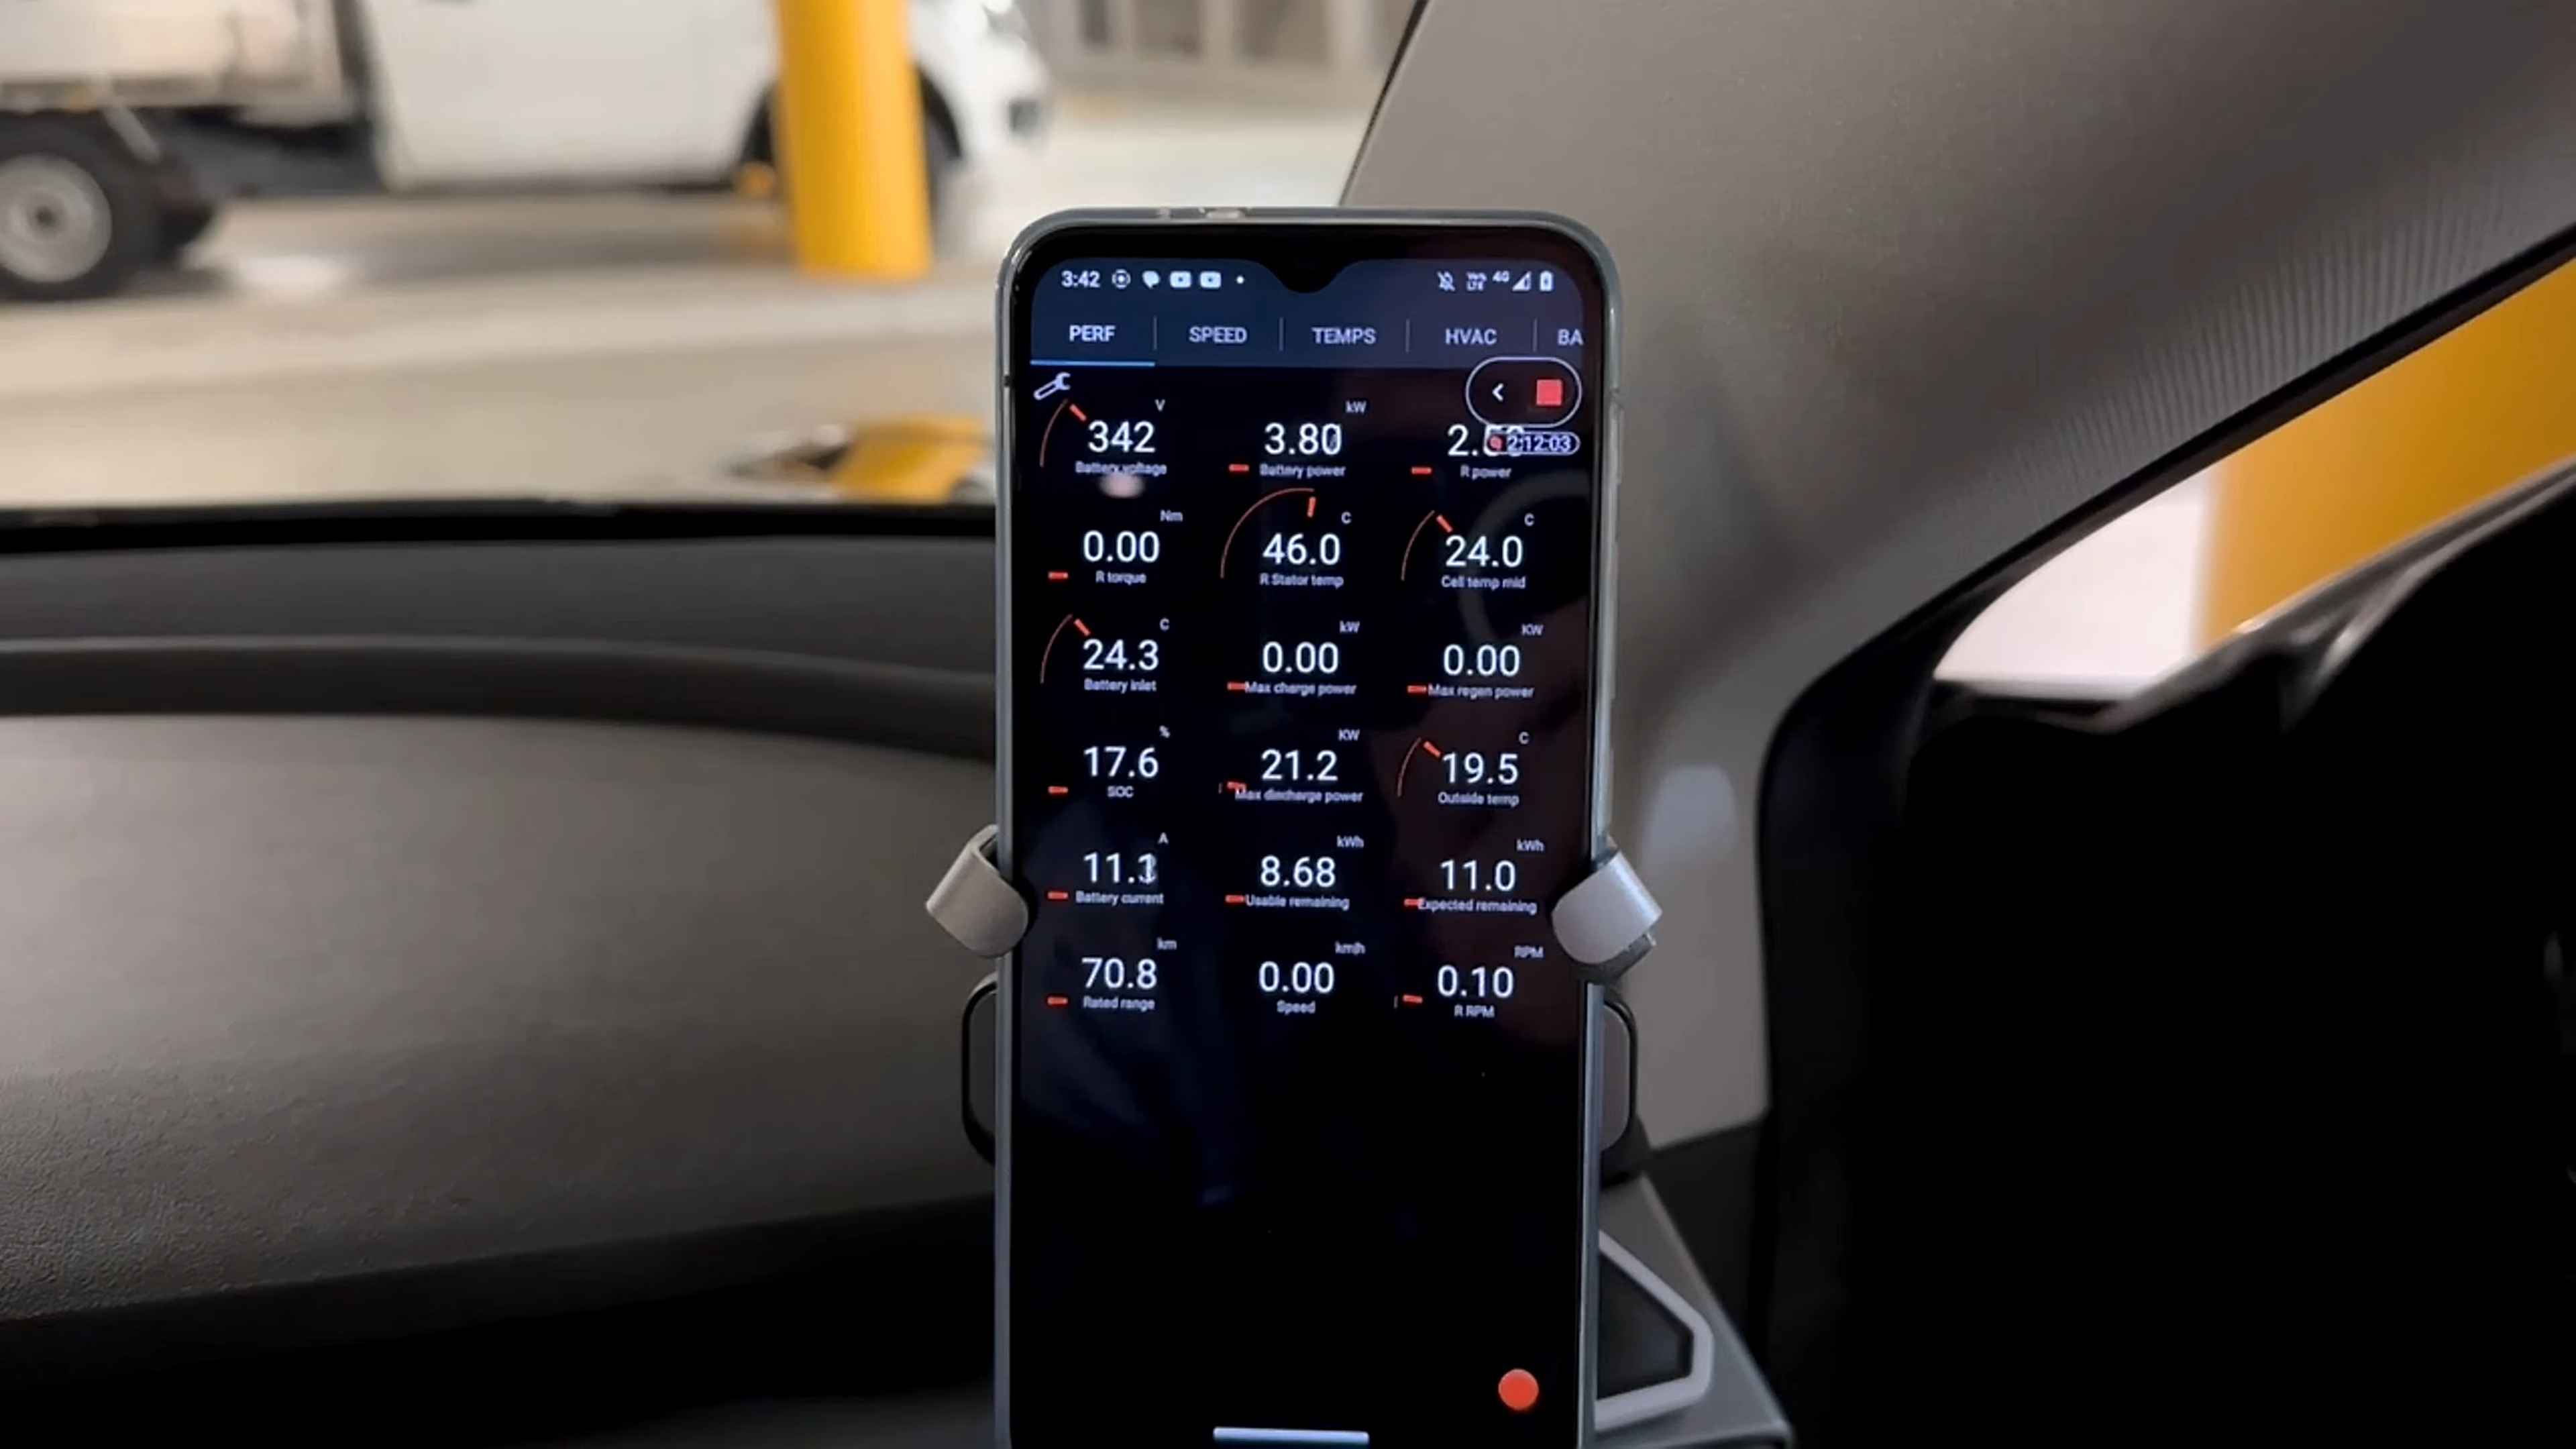 3:42 4G
PERF SPEED TEMPS HVAC BA
V kW
342 3.80 2.
2:12:03
Battery voltage Battery power R power
Nm C C
0.00 46.0 24.0
R torque R Stator temp Cell temp mid
C kW KW
24.3 0.00 0.00
Battery inlet Max charge power Max regen power
% KW C
17.6 21.2 19.5
SOC Max discharge power Outside temp
A kWh kWh
8.68 11.0
Battery current Usable remaining Expected remaining
km km/h RPM
70.8 0.00 0.10
Rated range Speed R RPM